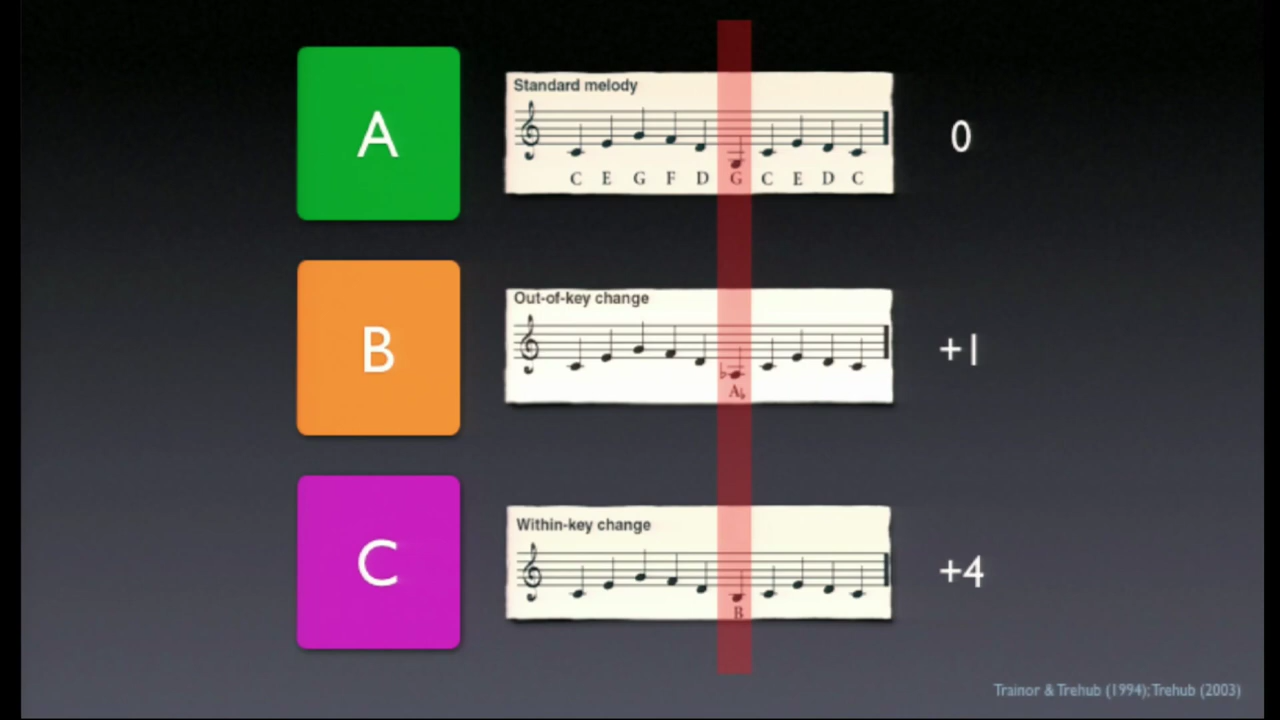 A
Standard melody
C E G F D G C E D C
0
B
Out-of-key change
A♭
+1
C
Within-key change
B
+4
Trainor & Trehub (1994); Trehub (2003)